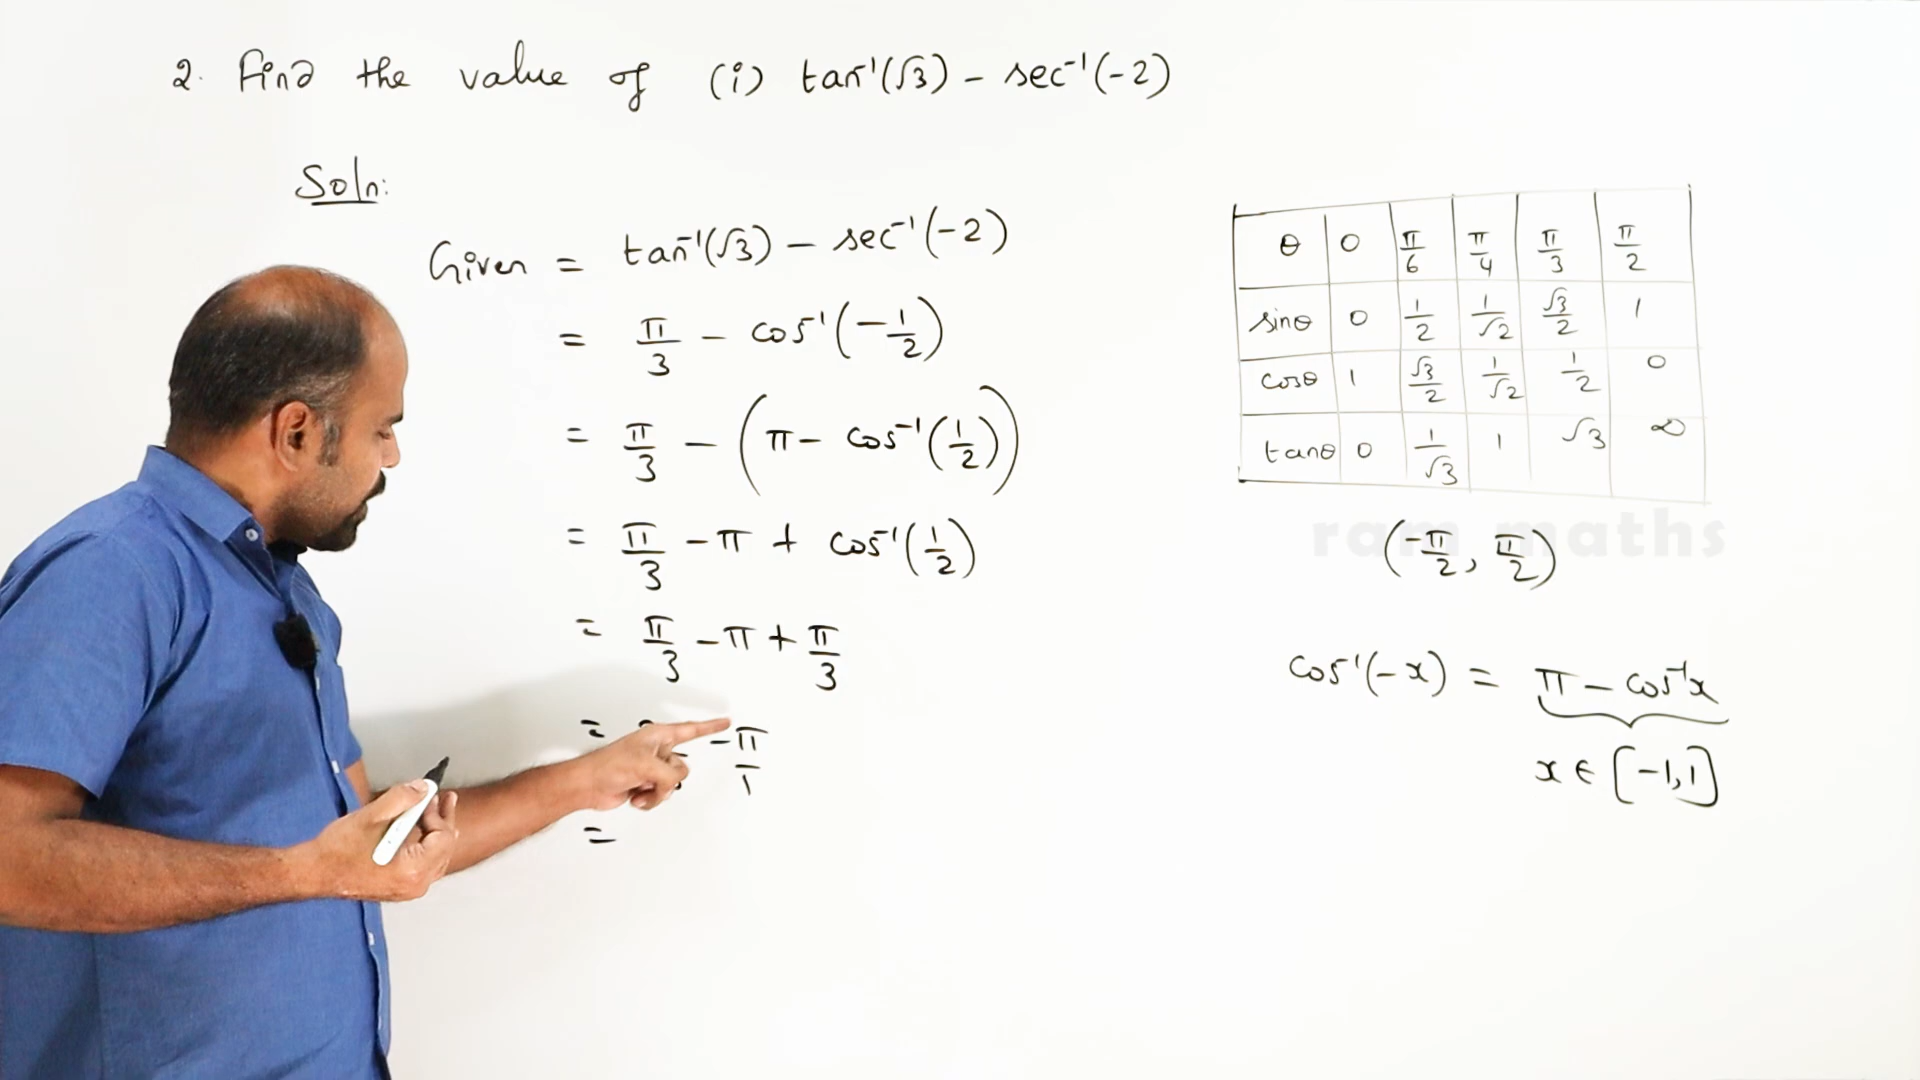 2. Find the value of (i) tan⁻¹(√3) - sec⁻¹(-2)
Soln:
Given = tan⁻¹(√3) - sec⁻¹(-2)
= π/3 - cos⁻¹(-1/2)
= π/3 - (π - cos⁻¹(1/2))
= π/3 - π + cos⁻¹(1/2)
= π/3 - π + π/3
= - π/1
=
θ 0 π/6 π/4 π/3 π/2
sinθ 0 1/2 1/√2 √3/2 1
cosθ 1 √3/2 1/√2 1/2 0
tanθ 0 1/√3 1 √3 ∞
ram maths
(-π/2, π/2)
cos⁻¹(-x) = π - cos⁻¹x
x ∈ [-1,1]